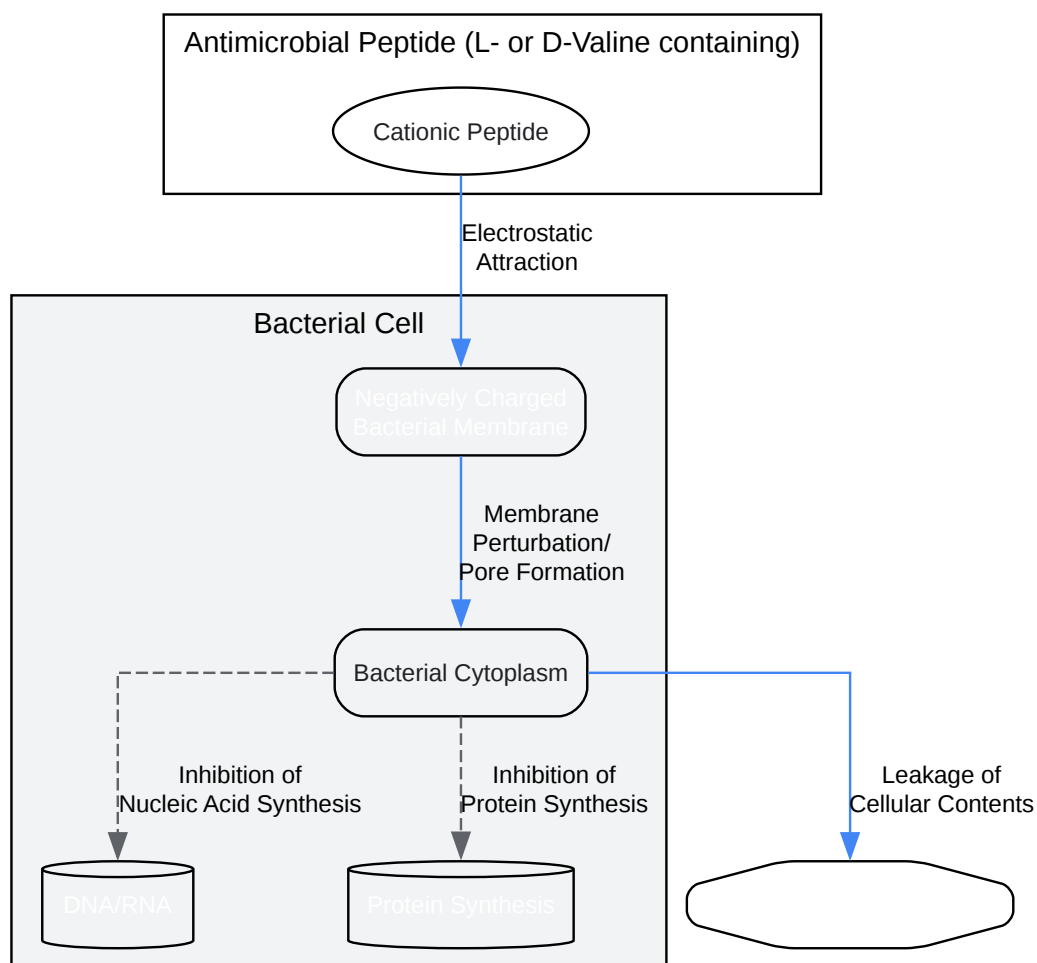 Antimicrobial Peptide (L- or D-Valine containing)
Cationic Peptide
Electrostatic
Attraction
Bacterial Cell
Negatively Charged
Bacterial Membrane
Membrane
Perturbation/
Pore Formation
Bacterial Cytoplasm
Inhibition of
Nucleic Acid Synthesis
Inhibition of
Protein Synthesis
Leakage of
Cellular Contents
DNA/RNA
Protein Synthesis